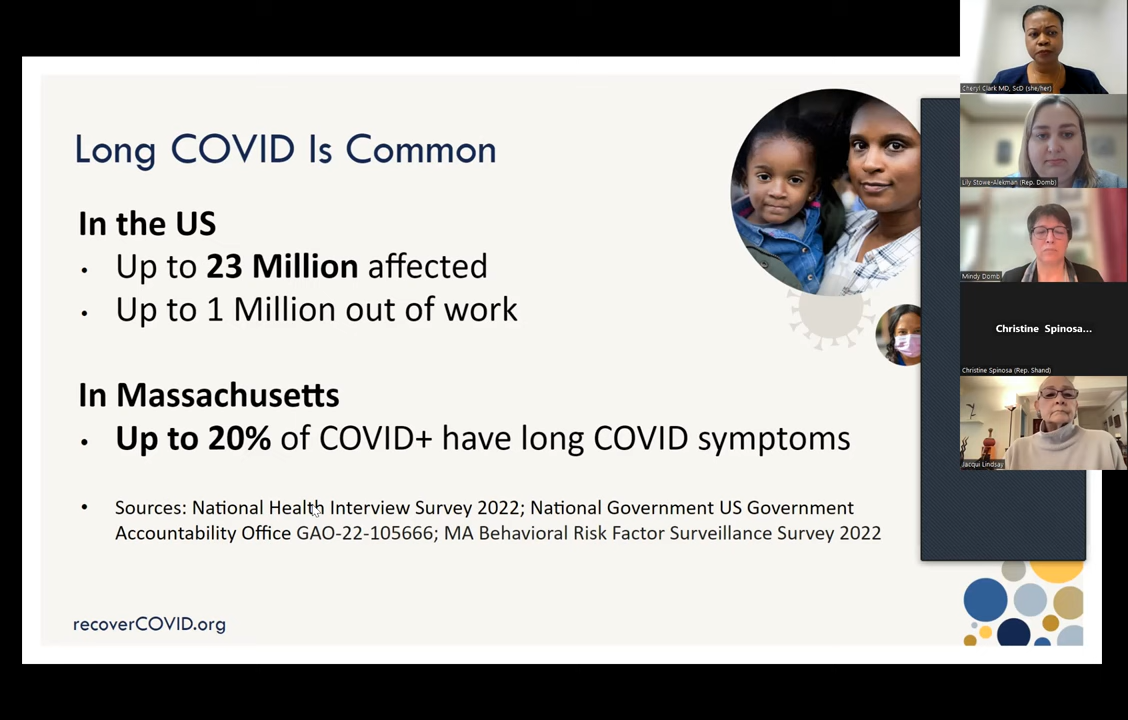 Long COVID Is Common
In the US
• Up to 23 Million affected
• Up to 1 Million out of work
In Massachusetts
• Up to 20% of COVID+ have long COVID symptoms
• Sources: National Health Interview Survey 2022; National Government US Government
Accountability Office GAO-22-105666; MA Behavioral Risk Factor Surveillance Survey 2022
recoverCOVID.org
Cheryl Clark MD, ScD (she/her)
Lily Stowe-Alekman (Rep. Domb)
Mindy Domb
Christine Spinosa...
Christine Spinosa (Rep. Shand)
Jacqui Lindsay